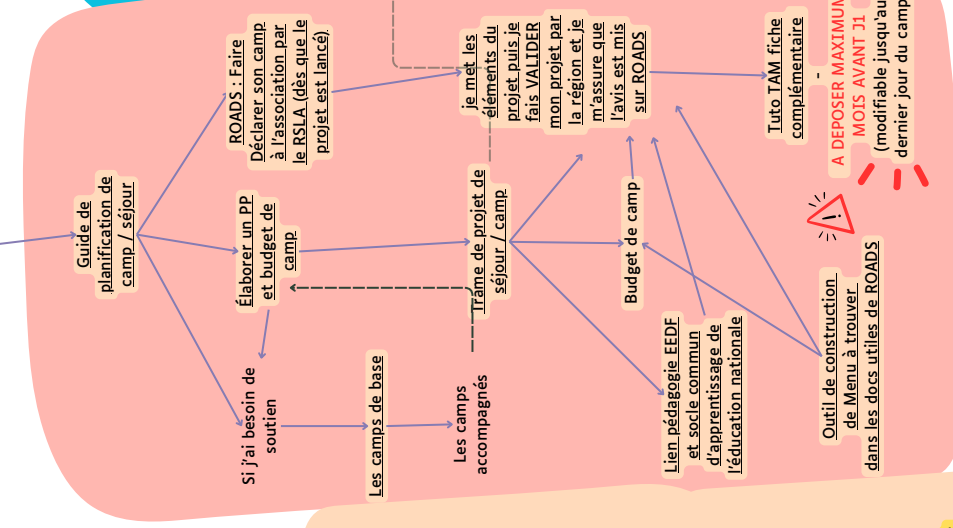 Guide de
planification de
camp / séjour
ROADS : Faire
Déclarer son camp
à l'association par
le RSLA (dès que le
projet est lancé)
Élaborer un PP
et budget de
camp
Si j'ai besoin de
soutien
Les camps de base
Les camps
accompagnés
je met les
éléments du
projet puis je
fais VALIDER
mon projet par
la région et je
m'assure que
l'avis est mis
sur ROADS
Trame de projet de
séjour / camp
Budget de camp
Lien pédagogie EEDF
et socle commun
d'apprentissage de
l'éducation nationale
Tuto TAM fiche
complémentaire
-
A DEPOSER MAXIMUM
MOIS AVANT J1
(modifiable jusqu'au
dernier jour du camp
!
Outil de construction
de Menu à trouver
dans les docs utiles de ROADS